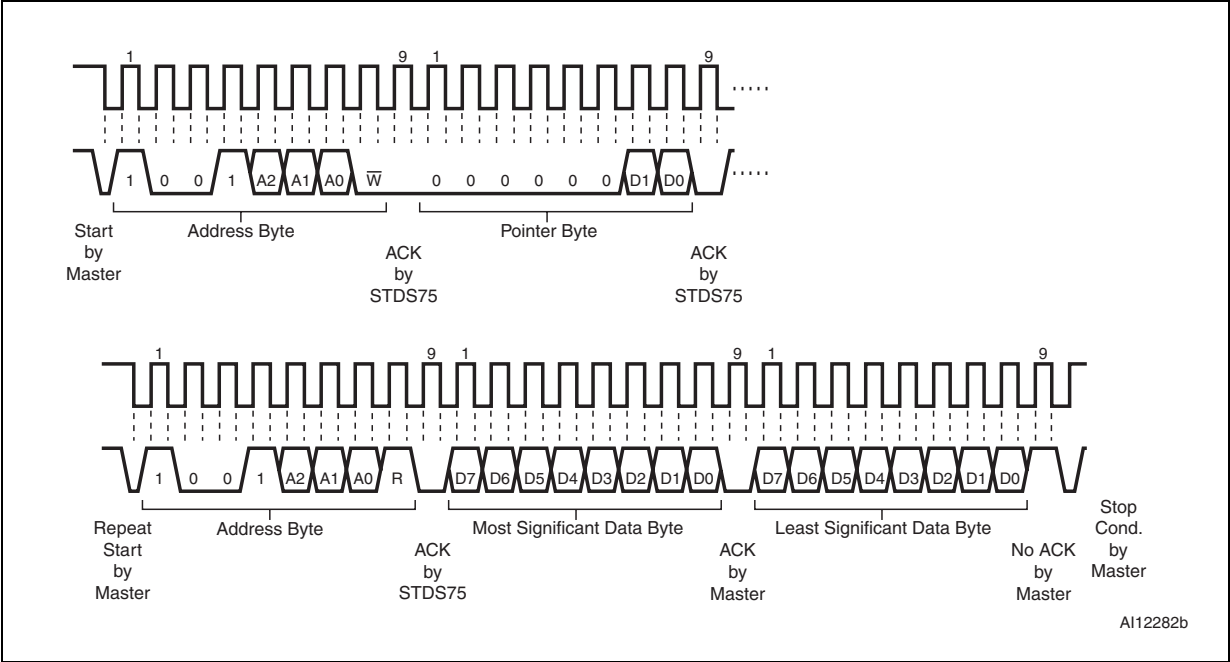 1 9 1 9
1 0 0 1 A2 A1 A0 W̅ 0 0 0 0 0 0 D1 D0
Start
by
Master
Address Byte
ACK
by
STDS75
Pointer Byte
ACK
by
STDS75
1 9 1 9 1 9
1 0 0 1 A2 A1 A0 R D7 D6 D5 D4 D3 D2 D1 D0 D7 D6 D5 D4 D3 D2 D1 D0
Repeat
Start
by
Master
Address Byte
ACK
by
STDS75
Most Significant Data Byte
ACK
by
Master
Least Significant Data Byte
No ACK
by
Master
Stop
Cond.
by
Master
AI12282b